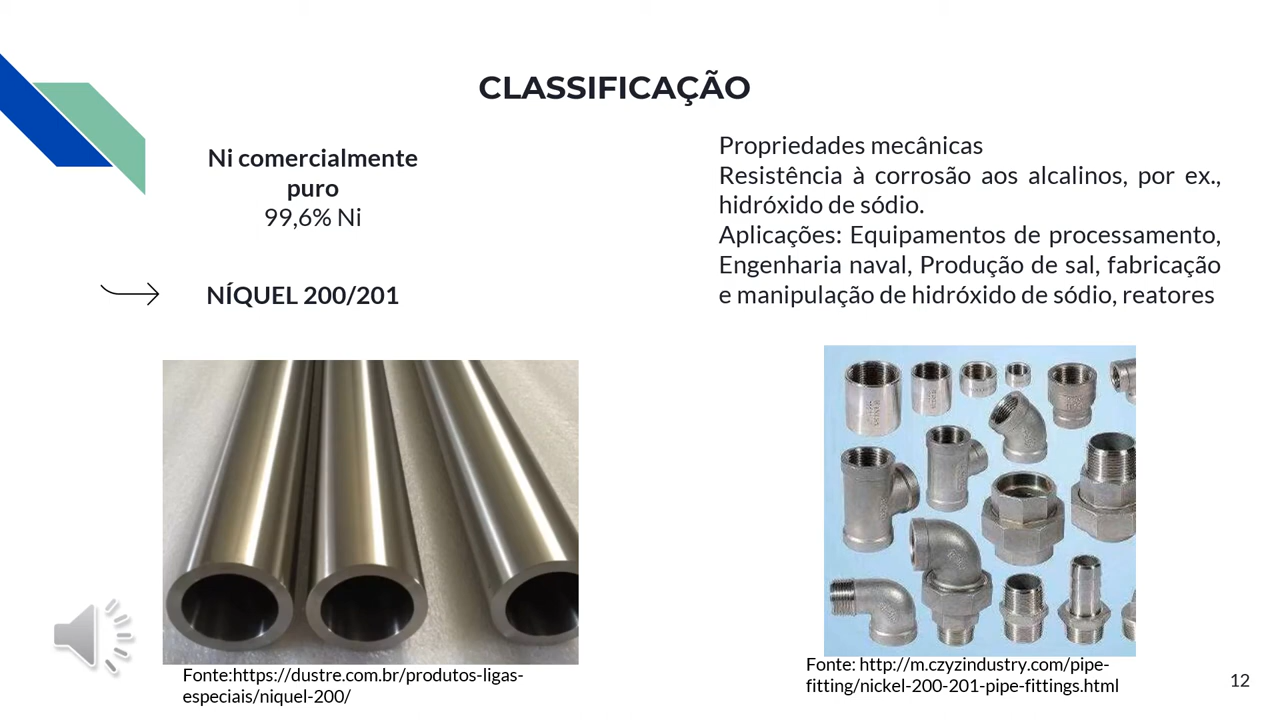 CLASSIFICAÇÃO
Ni comercialmente
puro
99,6% Ni
NÍQUEL 200/201
Propriedades mecânicas
Resistência à corrosão aos alcalinos, por ex.,
hidróxido de sódio.
Aplicações: Equipamentos de processamento,
Engenharia naval, Produção de sal, fabricação
e manipulação de hidróxido de sódio, reatores
Fonte:https://dustre.com.br/produtos-ligas-
especiais/niquel-200/
Fonte: http://m.czyzindustry.com/pipe-
fitting/nickel-200-201-pipe-fittings.html
12